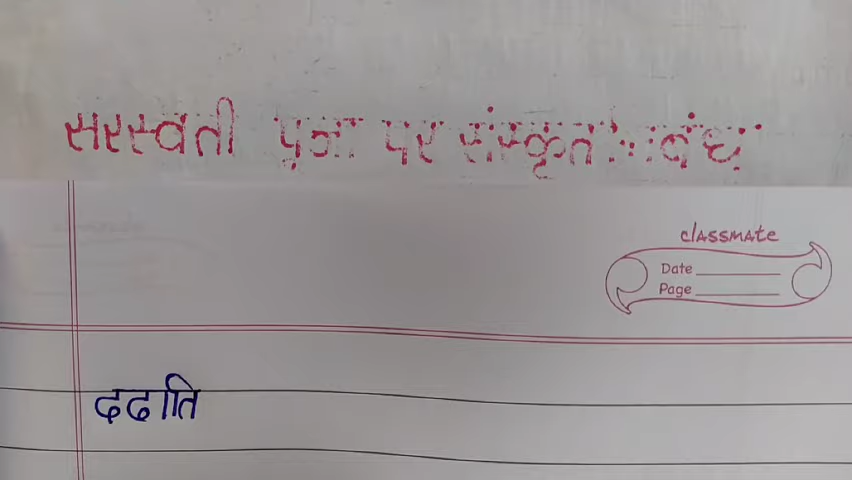 सरस्वती पूजा पर संस्कृत निबंध
classmate
Date
Page
ददाति